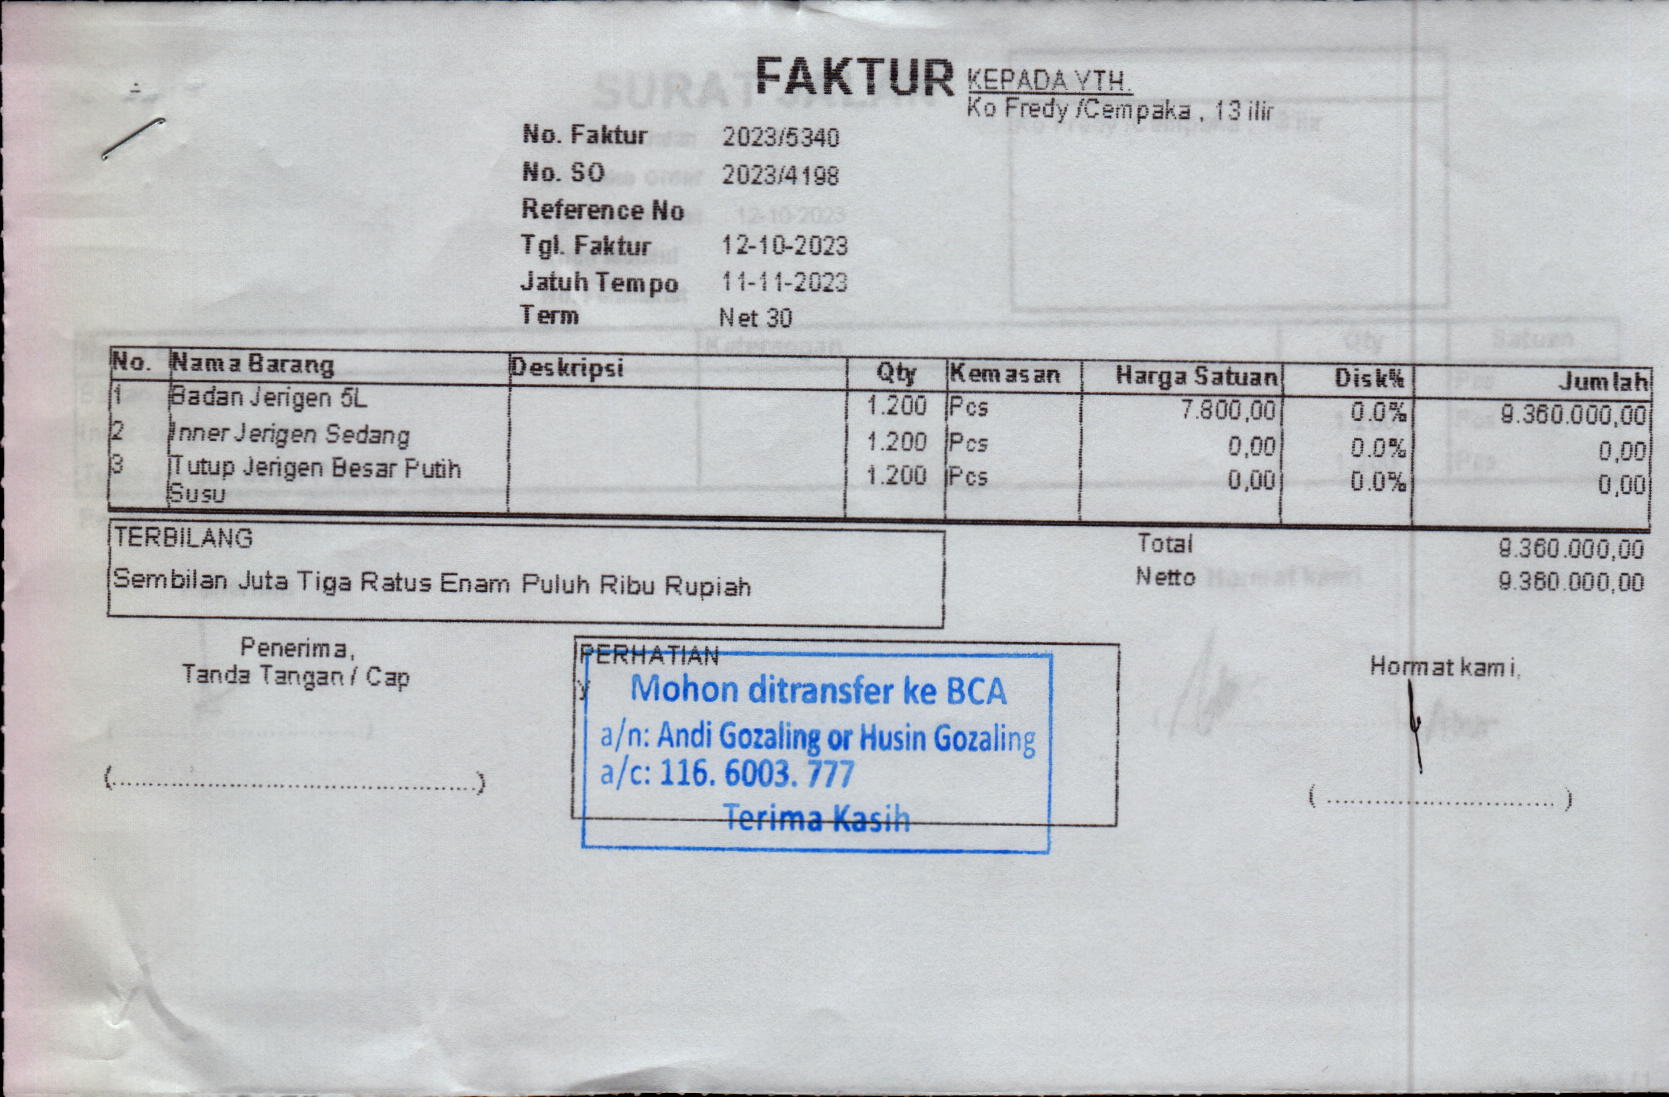 FAKTUR
KEPADA YTH.
Ko Fredy /Cempaka , 13 ilir
No. Faktur 2023/5340
No. SO 2023/4198
Reference No
Tgl. Faktur 12-10-2023
Jatuh Tempo 11-11-2023
Term Net 30
No. Nama Barang Deskripsi Qty Kemasan Harga Satuan Disk% Jumlah
1 Badan Jerigen 5L 1.200 Pcs 7.800,00 0.0% 9.360.000,00
2 Inner Jerigen Sedang 1.200 Pcs 0,00 0.0% 0,00
3 Tutup Jerigen Besar Putih 1.200 Pcs 0,00 0.0% 0,00
Susu
TERBILANG
Sembilan Juta Tiga Ratus Enam Puluh Ribu Rupiah
Total 9.360.000,00
Netto 9.360.000,00
Penerima,
Tanda Tangan / Cap
(............................................)
PERHATIAN
Y
Mohon ditransfer ke BCA
a/n: Andi Gozaling or Husin Gozaling
a/c: 116. 6003. 777
Terima Kasih
Hormat kami,
( ............................ )